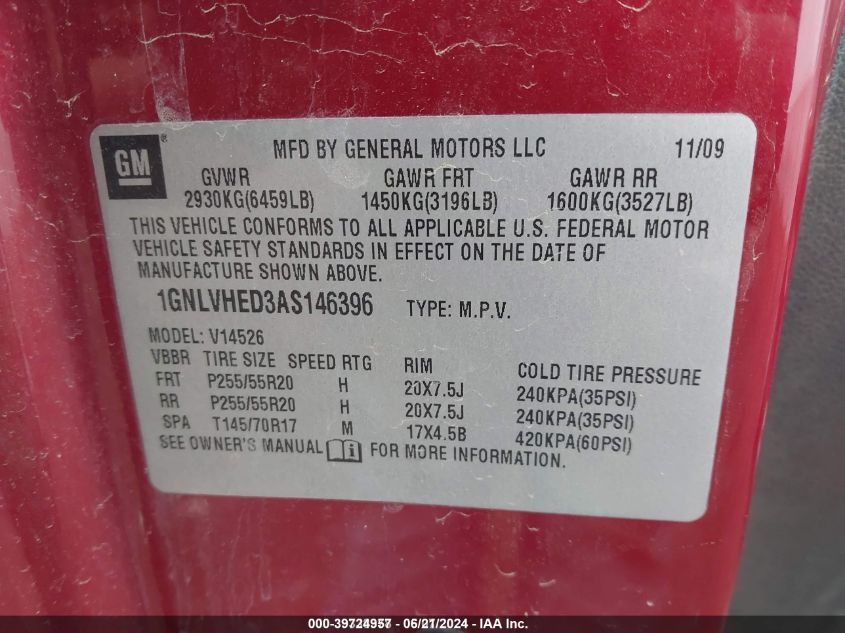 GM® MFD BY GENERAL MOTORS LLC 11/09
GVWR GAWR FRT GAWR RR
2930KG(6459LB) 1450KG(3196LB) 1600KG(3527LB)
THIS VEHICLE CONFORMS TO ALL APPLICABLE U.S. FEDERAL MOTOR
VEHICLE SAFETY STANDARDS IN EFFECT ON THE DATE OF
MANUFACTURE SHOWN ABOVE.
1GNLVHED3AS146396 TYPE: M.P.V.
MODEL: V14526
VBBR TIRE SIZE SPEED RTG RIM COLD TIRE PRESSURE
FRT P255/55R20 H 20X7.5J 240KPA(35PSI)
RR P255/55R20 H 20X7.5J 240KPA(35PSI)
SPA T145/70R17 M 17X4.5B 420KPA(60PSI)
SEE OWNER'S MANUAL i FOR MORE INFORMATION.
000-39724957 - 06/21/2024 - IAA Inc.